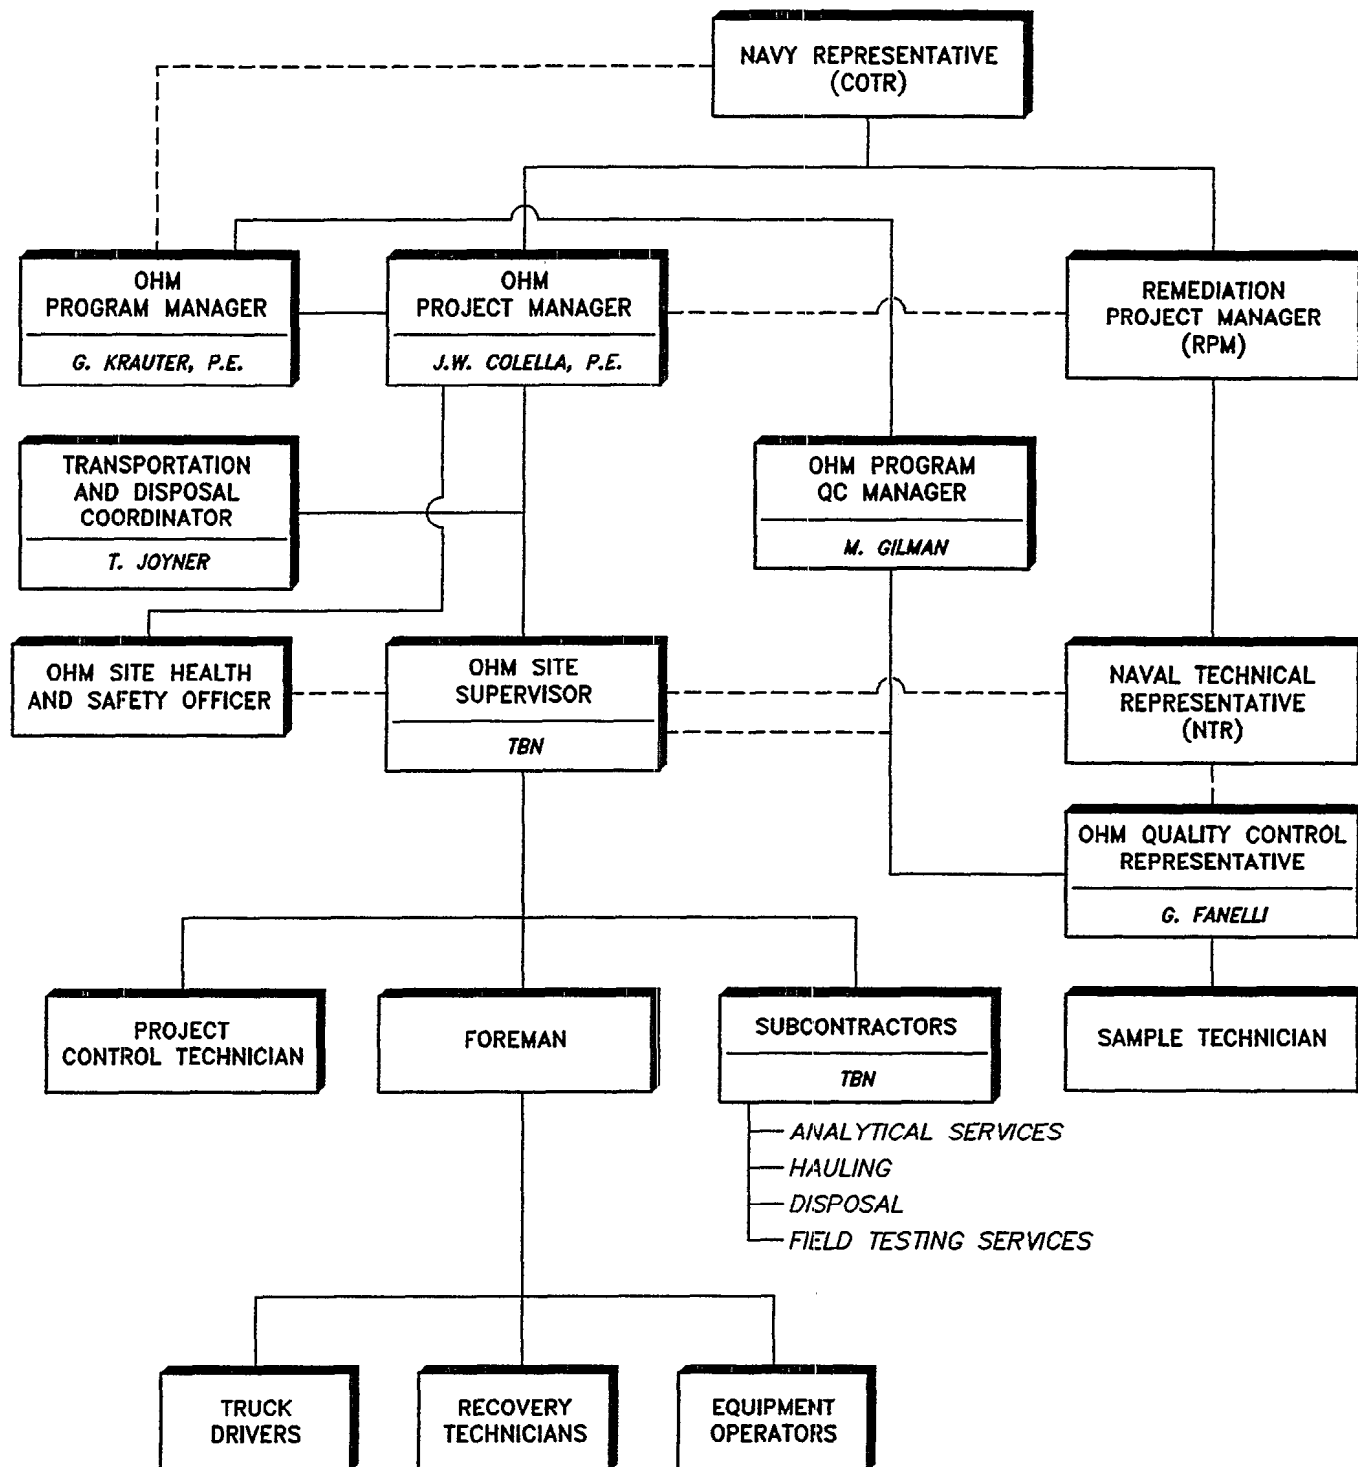 NAVY REPRESENTATIVE
(COTR)
OHM
PROGRAM MANAGER
G. KRAUTER, P.E.
OHM
PROJECT MANAGER
J.W. COLELLA, P.E.
REMEDIATION
PROJECT MANAGER
(RPM)
TRANSPORTATION
AND DISPOSAL
COORDINATOR
T. JOYNER
OHM PROGRAM
QC MANAGER
M. GILMAN
OHM SITE HEALTH
AND SAFETY OFFICER
OHM SITE
SUPERVISOR
TBN
NAVAL TECHNICAL
REPRESENTATIVE
(NTR)
OHM QUALITY CONTROL
REPRESENTATIVE
G. FANELLI
PROJECT
CONTROL TECHNICIAN
FOREMAN
SUBCONTRACTORS
TBN
SAMPLE TECHNICIAN
ANALYTICAL SERVICES
HAULING
DISPOSAL
FIELD TESTING SERVICES
TRUCK
DRIVERS
RECOVERY
TECHNICIANS
EQUIPMENT
OPERATORS